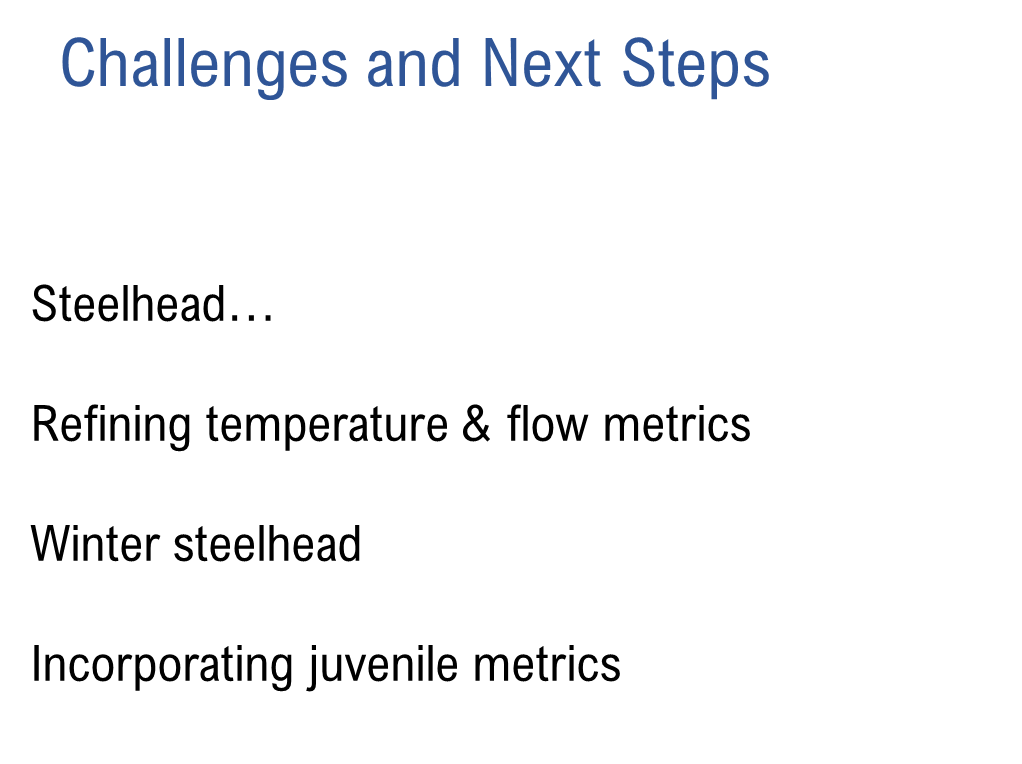 Challenges and Next Steps
Steelhead…
Refining temperature & flow metrics
Winter steelhead
Incorporating juvenile metrics